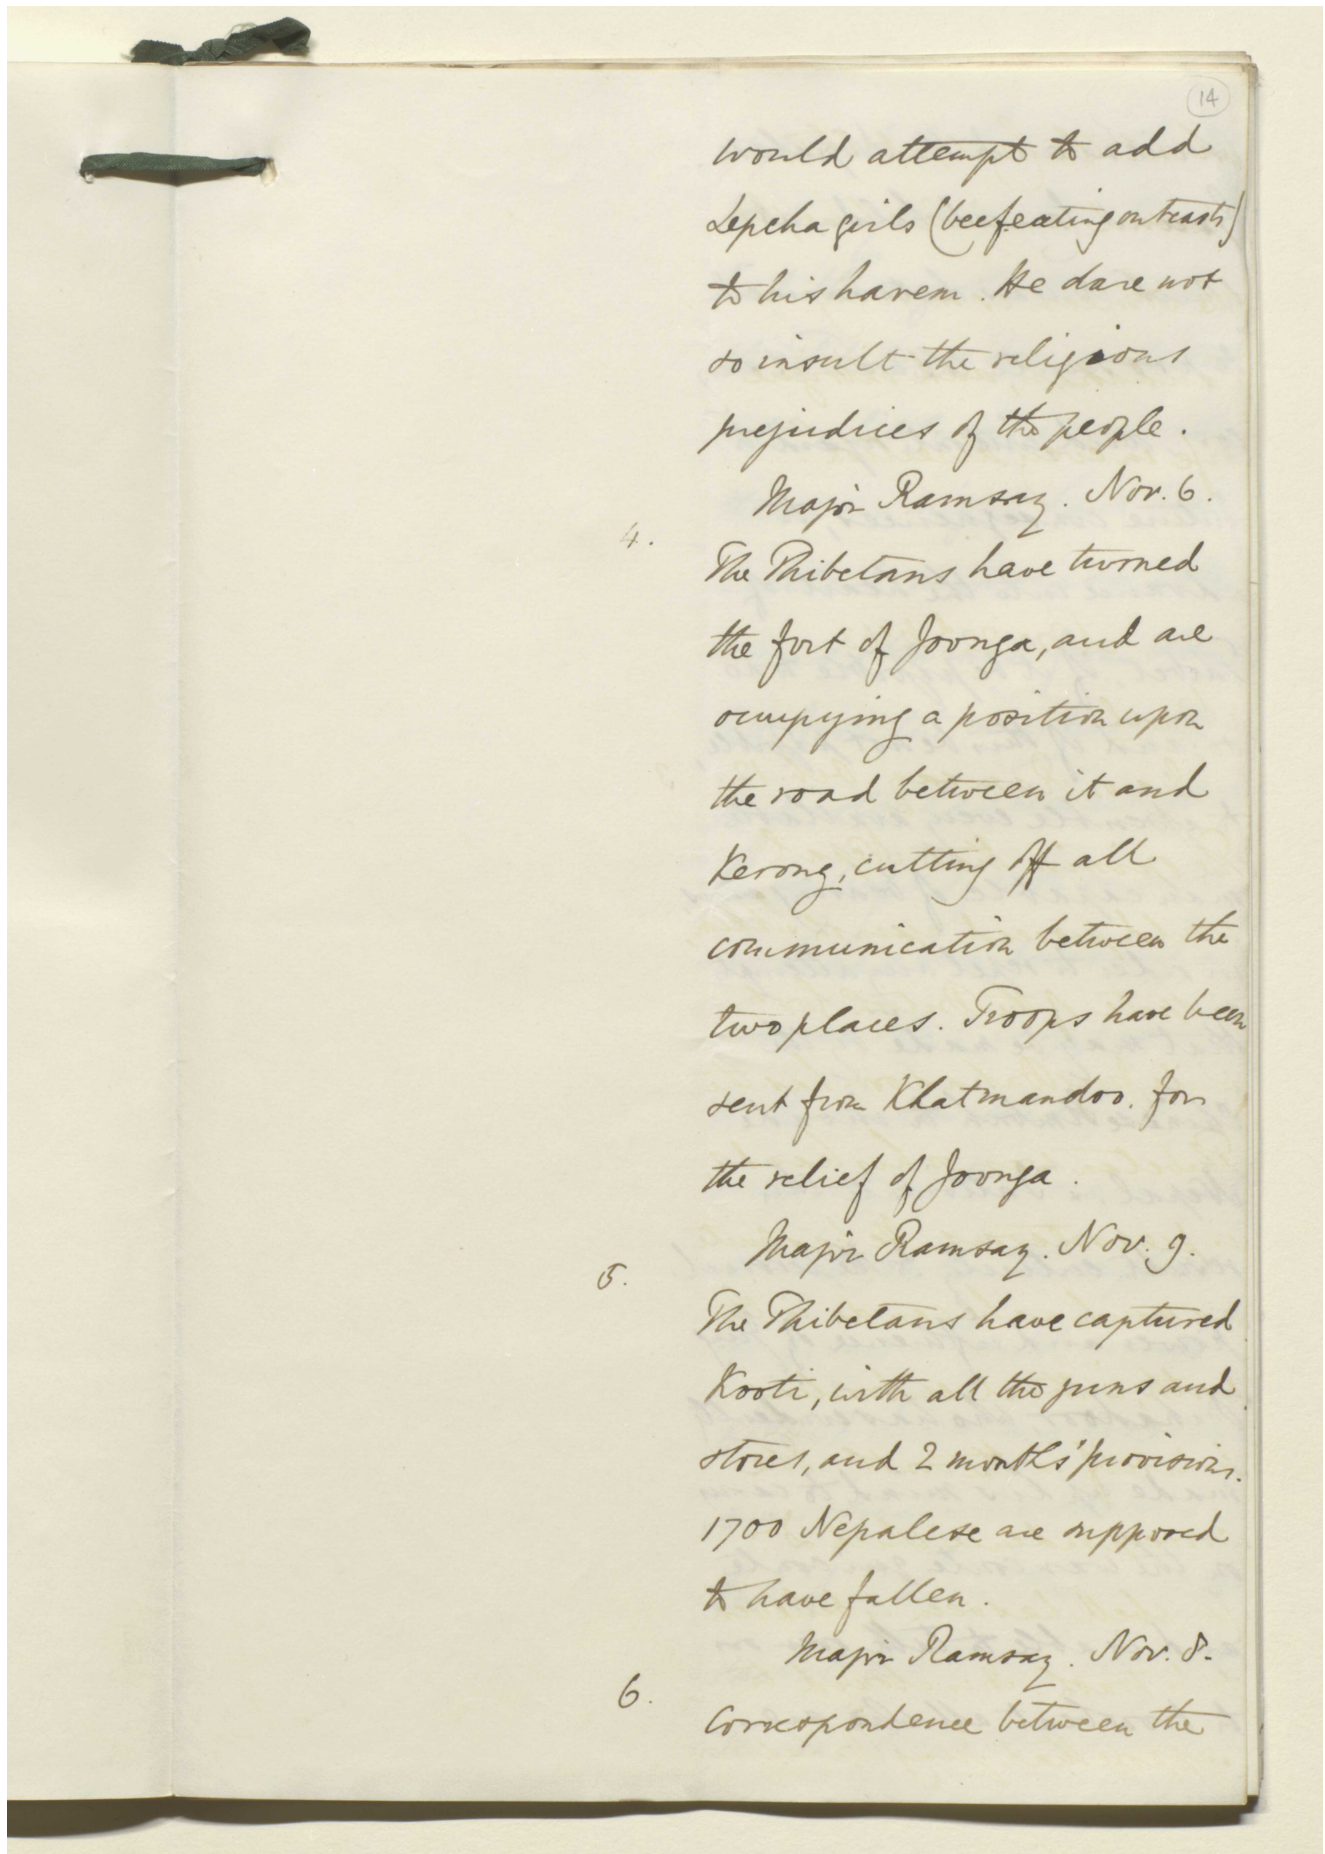 14
would attempt to add
Lepcha girls (beefeating outcasts)
to his harem. He dare not
so insult the religious
prejudices of the people.
Major Ramsay. Nov. 6.
4.
The Thibetans have turned
the fort of Joonga, and are
occupying a position upon
the road between it and
Kerong, cutting off all
communication between the
two places. Troops have been
sent from Khatmandoo. for
the relief of Joonga.
Major Ramsay. Nov. 9.
5.
The Thibetans have captured
Kooti, with all the guns and
stores, and 2 months' provisions.
1700 Nepalese are supposed
to have fallen.
Major Ramsay. Nov. 8.
6.
Correspondence between the